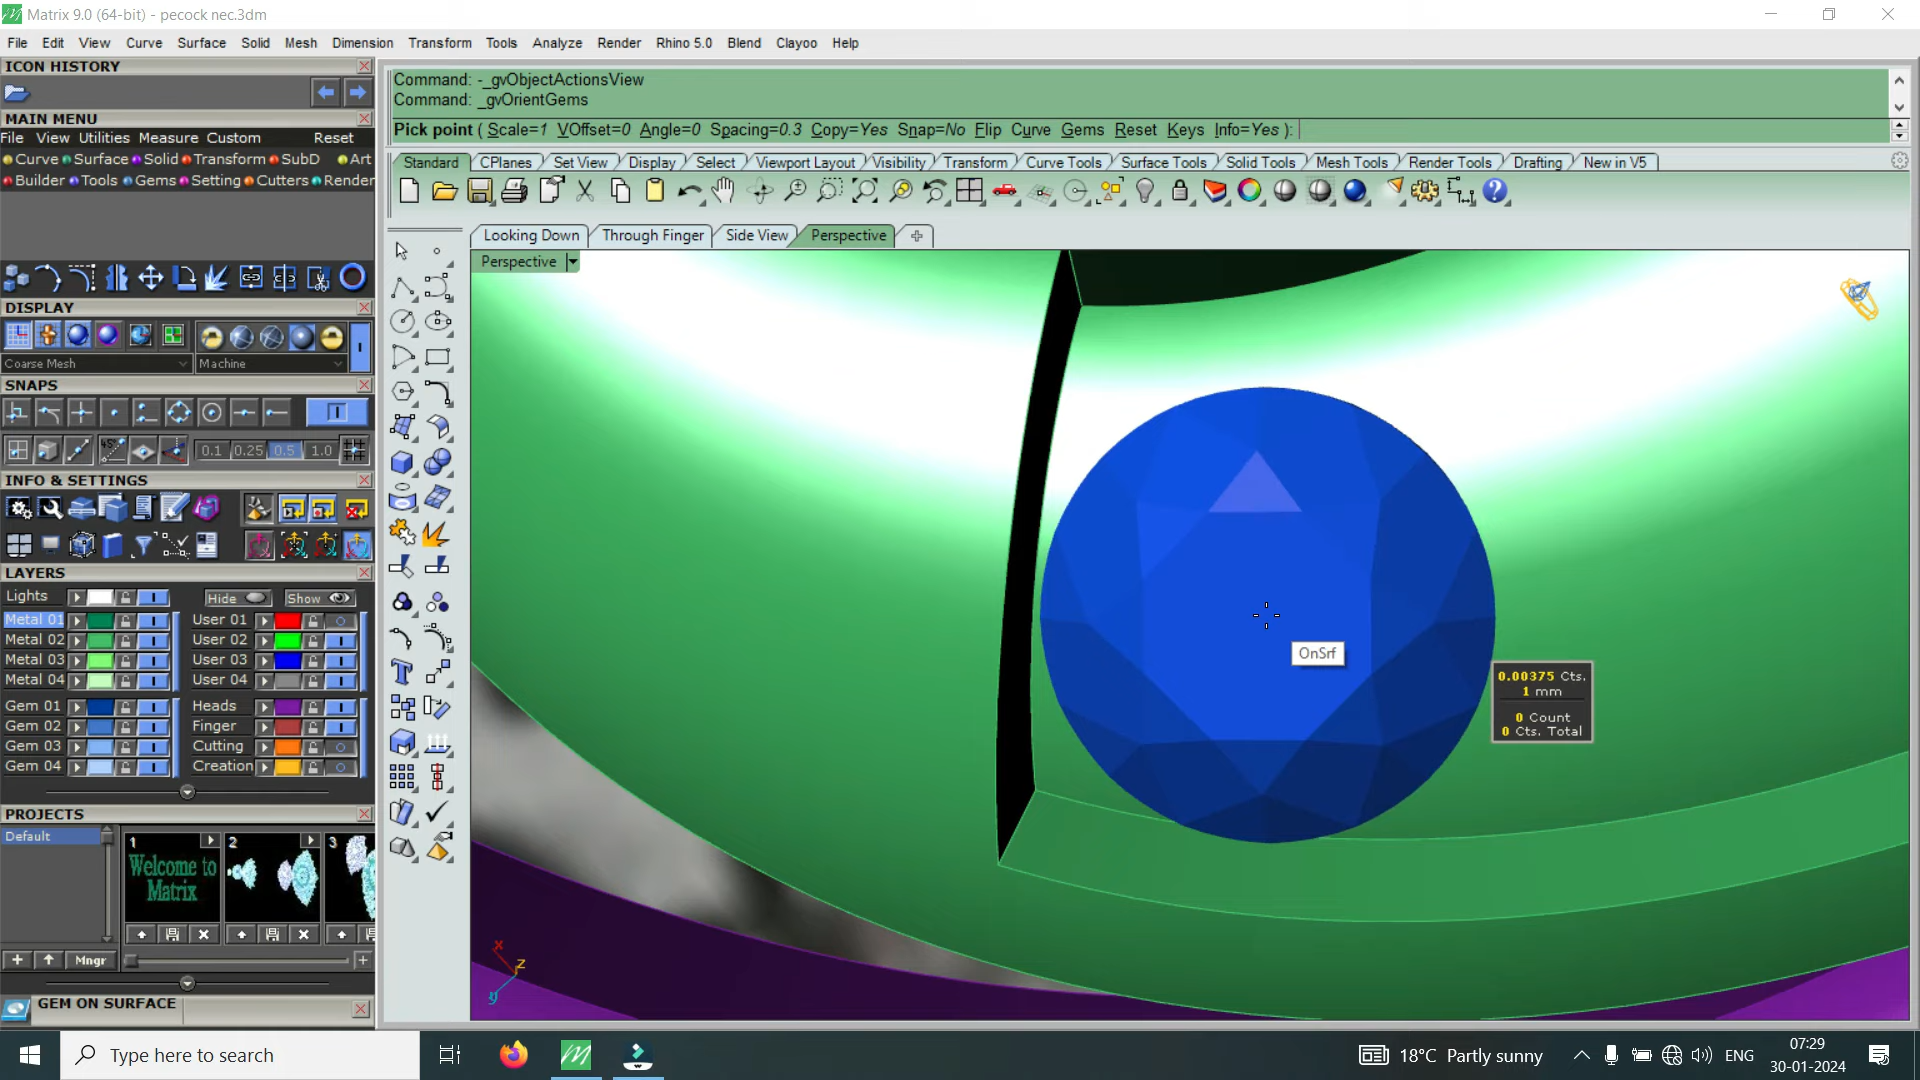 Matrix 9.0 (64-bit) - pecock nec.3dm
File Edit View Curve Surface Solid Mesh Dimension Transform Tools Analyze Render Rhino 5.0 Blend Clayoo Help
ICON HISTORY
MAIN MENU
File View Utilities Measure Custom Reset
Curve Surface Solid Transform SubD Art
Builder Tools Gems Setting Cutters Render
Command: -_gvObjectActionsView
Command: _gvOrientGems
Pick point ( Scale=1 VOffset=0 Angle=0 Spacing=0.3 Copy=Yes Snap=No Flip Curve Gems Reset Keys Info=Yes ):
Standard CPlanes Set View Display Select Viewport Layout Visibility Transform Curve Tools Surface Tools Solid Tools Mesh Tools Render Tools Drafting New in V5
Looking Down Through Finger Side View Perspective
Perspective
DISPLAY
Coarse Mesh Machine
SNAPS
0.1 0.25 0.5 1.0
INFO & SETTINGS
LAYERS
Lights Hide Show
Metal 01 User 01
Metal 02 User 02
Metal 03 User 03
Metal 04 User 04
Gem 01 Heads
Gem 02 Finger
Gem 03 Cutting
Gem 04 Creation
OnSrf
0.00375 Cts.
1 mm
0 Count
0 Cts. Total
PROJECTS
Default
1 2 3
Welcome to
Matrix
Mngr
GEM ON SURFACE
x
z
y
Type here to search
18°C Partly sunny
ENG
07:29
30-01-2024